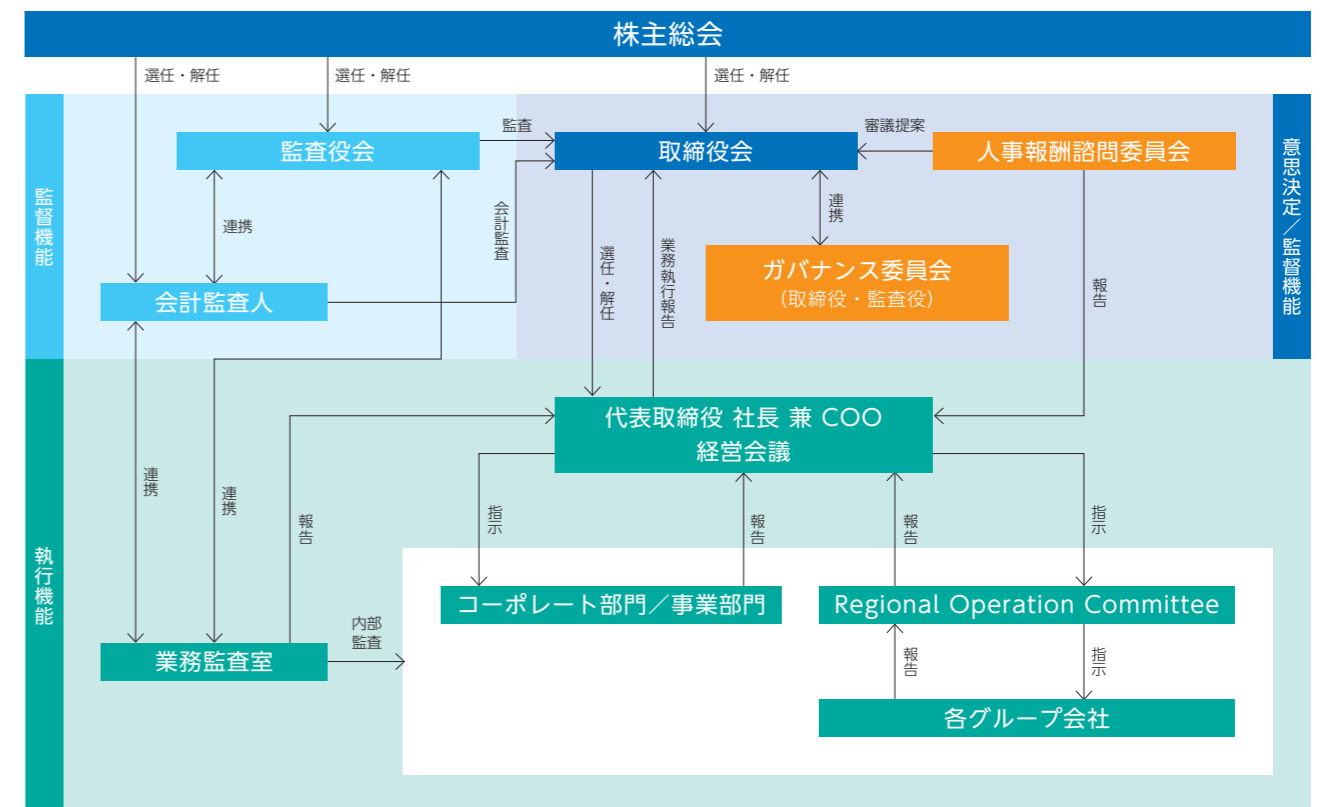 株主総会
選任・解任
選任・解任
選任・解任
監督機能
意思決定／監督機能
監査役会
監査
取締役会
審議提案
人事報酬諮問委員会
連携
会計監査
選任・解任
業務執行報告
連携
ガバナンス委員会
（取締役・監査役）
報告
会計監査人
執行機能
代表取締役 社長 兼 COO
経営会議
連携
連携
報告
指示
報告
報告
指示
コーポレート部門／事業部門
Regional Operation Committee
内部
監査
業務監査室
報告
指示
各グループ会社